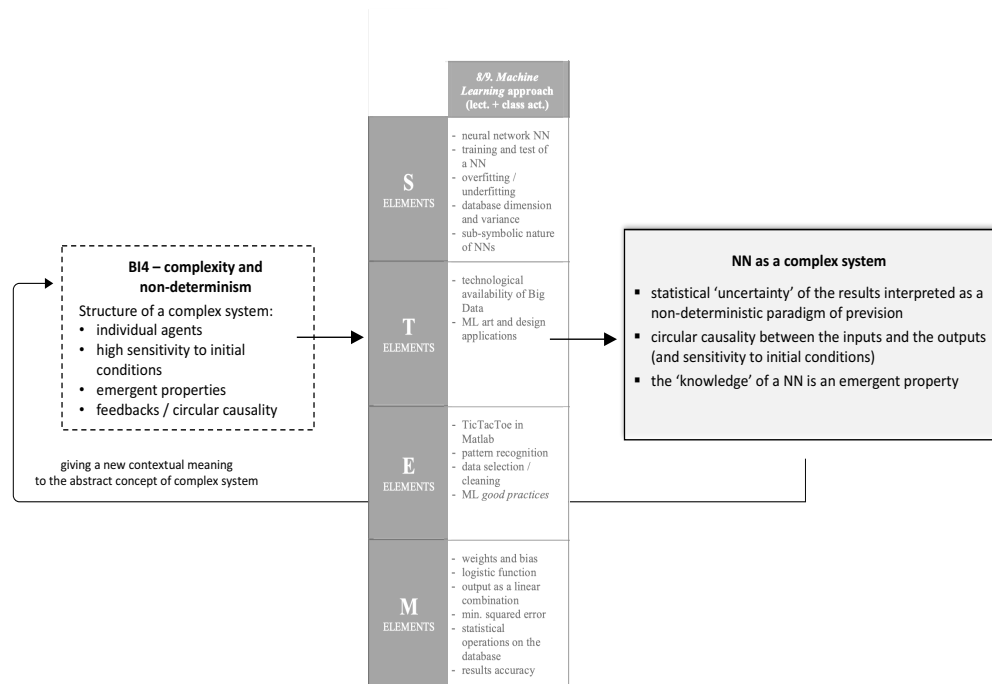 8/9. Machine
Learning approach
(lect. + class act.)
S
ELEMENTS
- neural network NN
- training and test of
a NN
- overfitting /
underfitting
- database dimension
and variance
- sub-symbolic nature
of NNs
BI4 – complexity and
non-determinism
Structure of a complex system:
• individual agents
• high sensitivity to initial
conditions
• emergent properties
• feedbacks / circular causality
T
ELEMENTS
- technological
availability of Big
Data
- ML art and design
applications
NN as a complex system
▪ statistical ‘uncertainty’ of the results interpreted as a
non-deterministic paradigm of prevision
▪ circular causality between the inputs and the outputs
(and sensitivity to initial conditions)
▪ the ‘knowledge’ of a NN is an emergent property
giving a new contextual meaning
to the abstract concept of complex system
E
ELEMENTS
- TicTacToe in
Matlab
- pattern recognition
- data selection /
cleaning
- ML good practices
M
ELEMENTS
- weights and bias
- logistic function
- output as a linear
combination
- min. squared error
- statistical
operations on the
database
- results accuracy